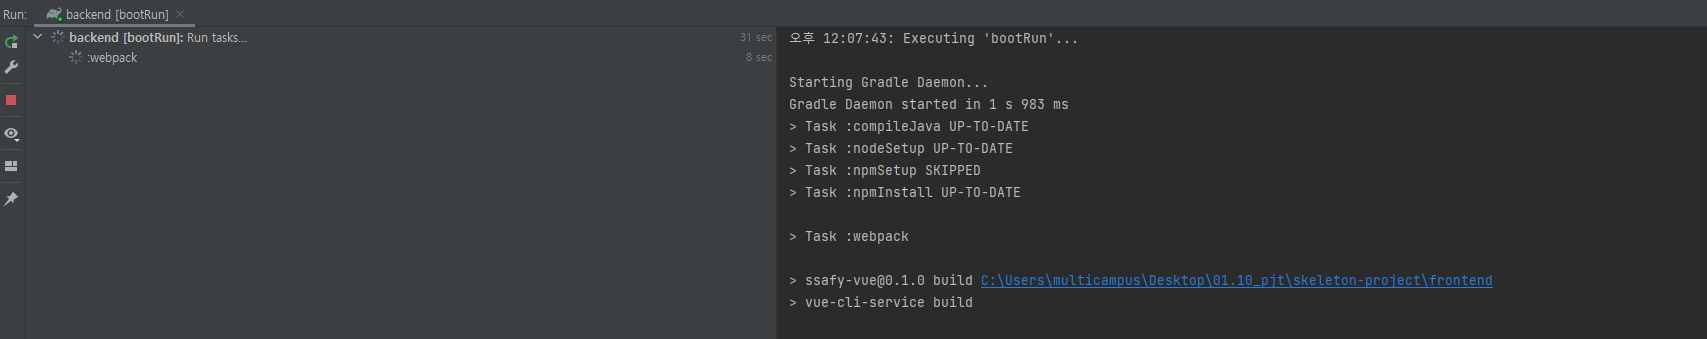 Run: backend [bootRun] ×
backend [bootRun]: Run tasks... 31 sec
:webpack 8 sec
오후 12:07:43: Executing 'bootRun'...
Starting Gradle Daemon...
Gradle Daemon started in 1 s 983 ms
> Task :compileJava UP-TO-DATE
> Task :nodeSetup UP-TO-DATE
> Task :npmSetup SKIPPED
> Task :npmInstall UP-TO-DATE
> Task :webpack
> ssafy-vue@0.1.0 build C:\Users\multicampus\Desktop\01.10_pjt\skeleton-project\frontend
> vue-cli-service build